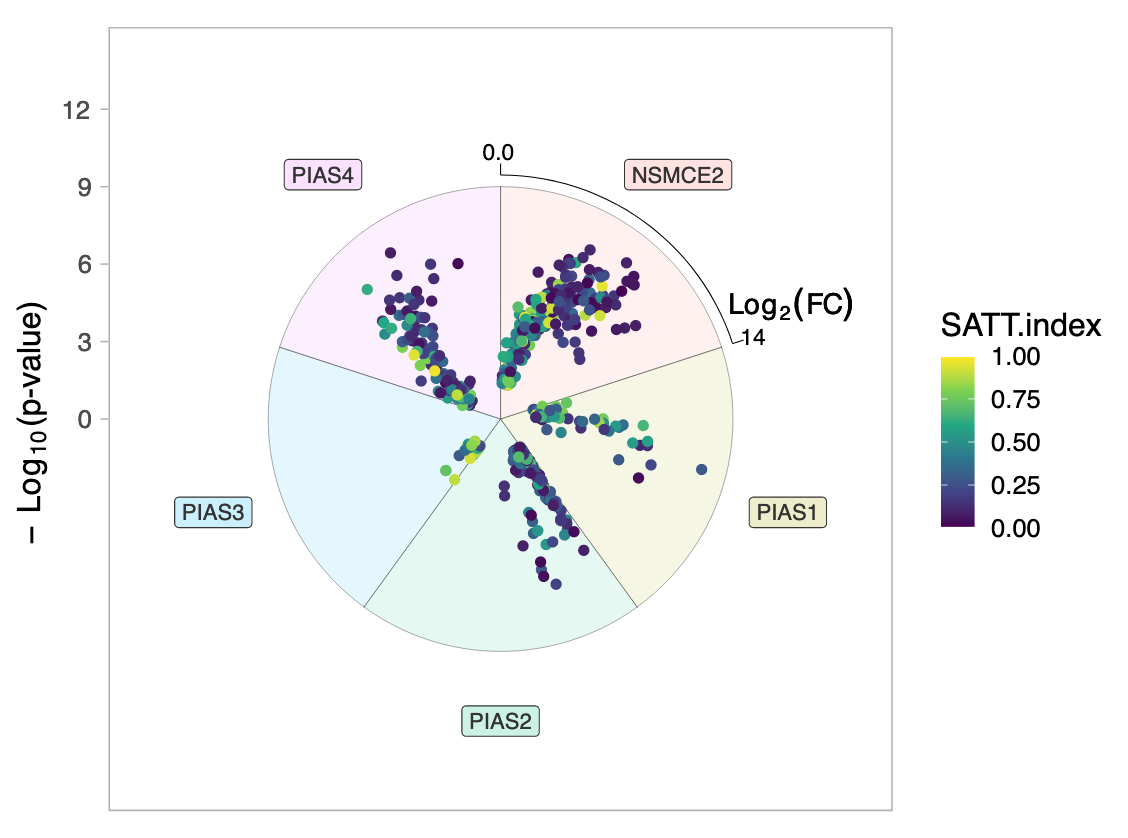 12
9
6
3
0
− Log₁₀(p-value)
0.0
14
Log₂(FC)
PIAS4
NSMCE2
PIAS3
PIAS1
PIAS2
SATT.index
1.00
0.75
0.50
0.25
0.00